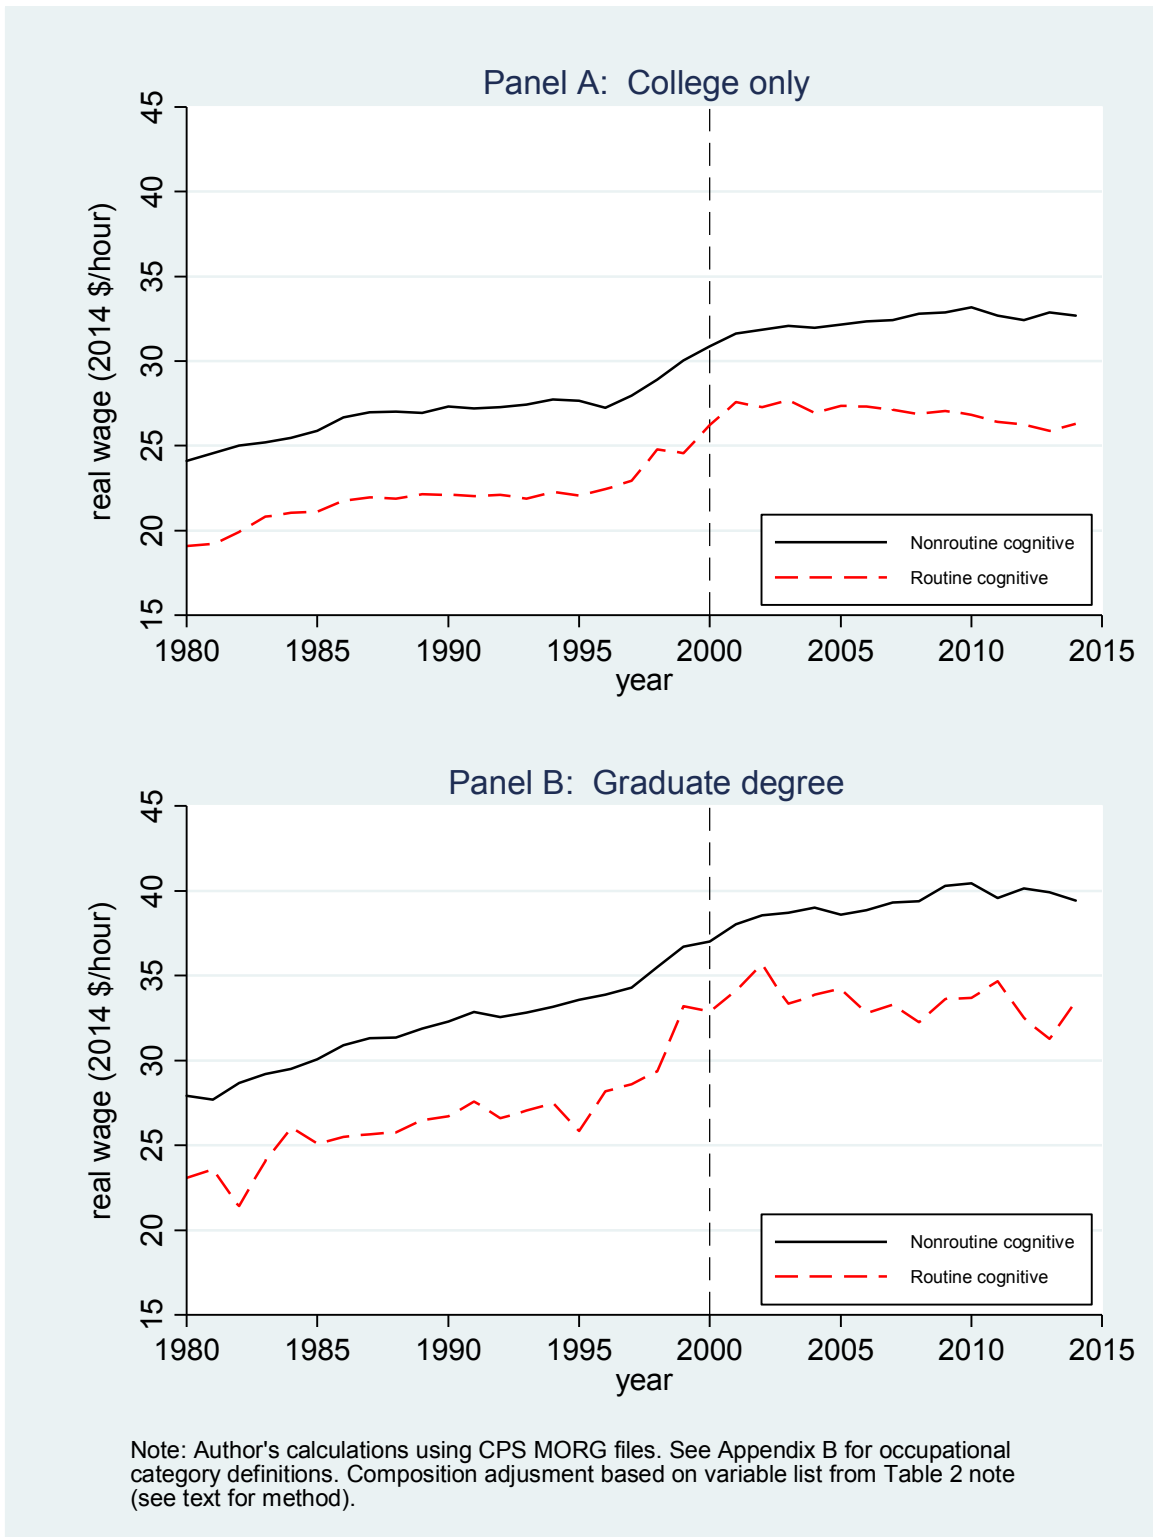 Panel A:  College only
real wage (2014 $/hour)
45
40
35
30
25
20
15
Nonroutine cognitive
Routine cognitive
1980 1985 1990 1995 2000 2005 2010 2015
year
Panel B:  Graduate degree
real wage (2014 $/hour)
45
40
35
30
25
20
15
Nonroutine cognitive
Routine cognitive
1980 1985 1990 1995 2000 2005 2010 2015
year
Note: Author's calculations using CPS MORG files. See Appendix B for occupational
category definitions. Composition adjusment based on variable list from Table 2 note
(see text for method).